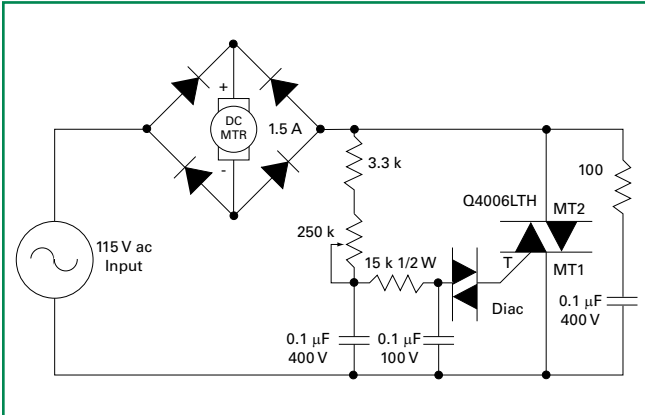 +
DC
MTR
-
1.5 A
3.3 k
100
Q4006LTH
MT2
250 k
115 V ac
Input
15 k 1/2 W
T
MT1
Diac
0.1 μF
400 V
0.1 μF
100 V
0.1 μF
400 V